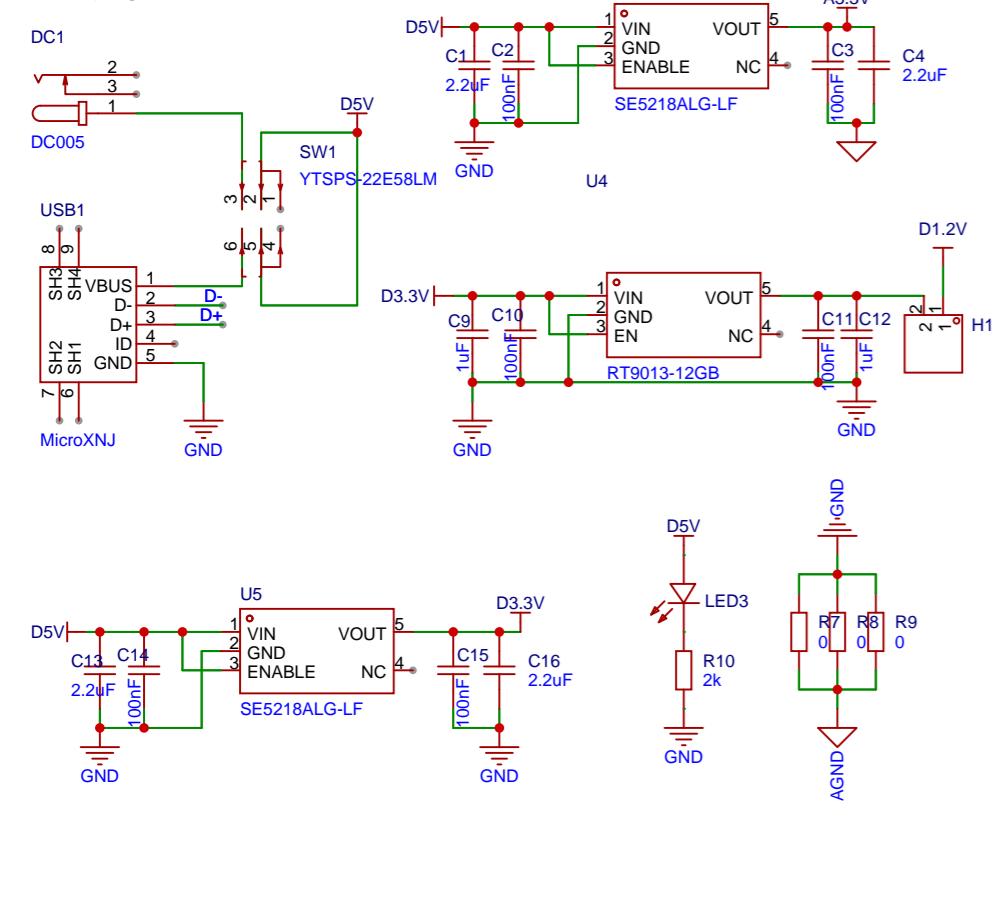 DC1
2
3
1
DC005
D5V
SW1
YTSPS-22E58LM
3
2
1
6
5
4
USB1
8
9
SH3
SH4
VBUS
1
D-
2
D-
D+
3
D+
ID
4
GND
5
SH2
SH1
7
6
MicroXNJ
GND
D5V
C1
2.2uF
C2
100nF
GND
1
VIN
2
GND
3
ENABLE
VOUT
5
NC
4
SE5218ALG-LF
A3.3V
C3
100nF
C4
2.2uF
U4
D3.3V
C9
1uF
C10
100nF
GND
1
VIN
2
GND
3
EN
VOUT
5
NC
4
RT9013-12GB
C11
100nF
C12
1uF
GND
D1.2V
2
1
2
1
H1
U5
D5V
C13
2.2uF
C14
100nF
GND
1
VIN
2
GND
3
ENABLE
VOUT
5
NC
4
SE5218ALG-LF
D3.3V
C15
100nF
C16
2.2uF
GND
D5V
LED3
R10
2k
GND
GND
R7
0
R8
0
R9
0
AGND